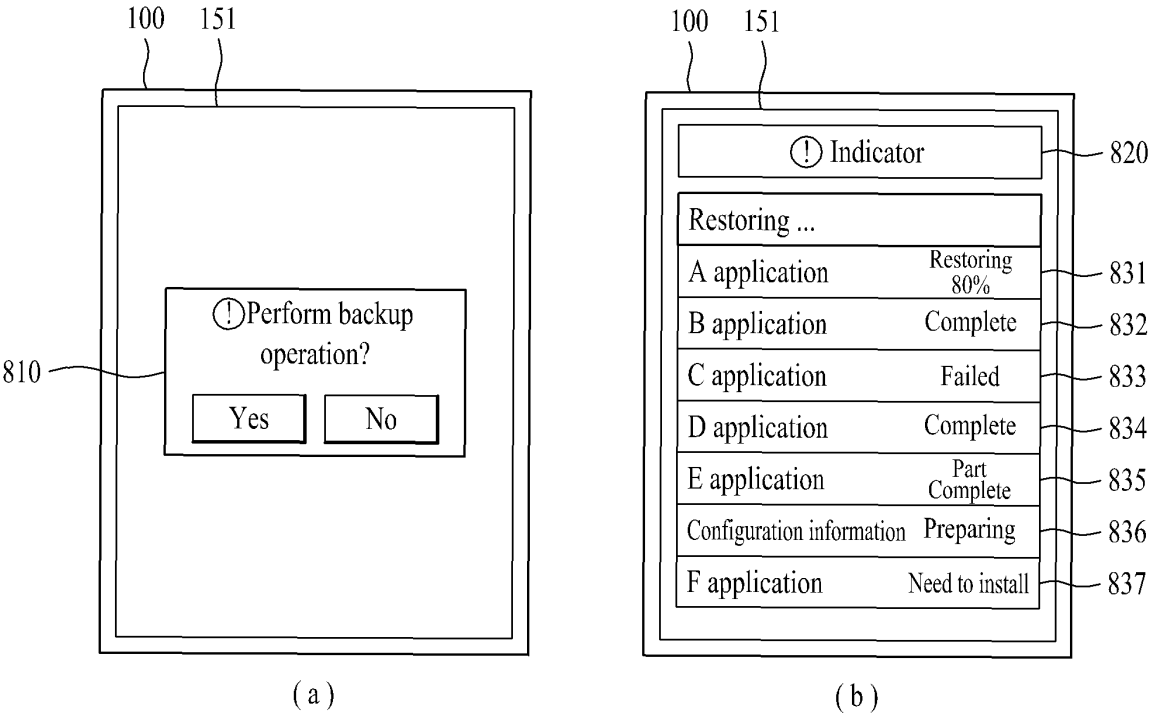 100
151
(!) Perform backup
operation?
810
Yes
No
( a )
100
151
(!) Indicator
820
Restoring ...
A application
Restoring
80%
831
B application
Complete
832
C application
Failed
833
D application
Complete
834
E application
Part
Complete
835
Configuration information
Preparing
836
F application
Need to install
837
( b )